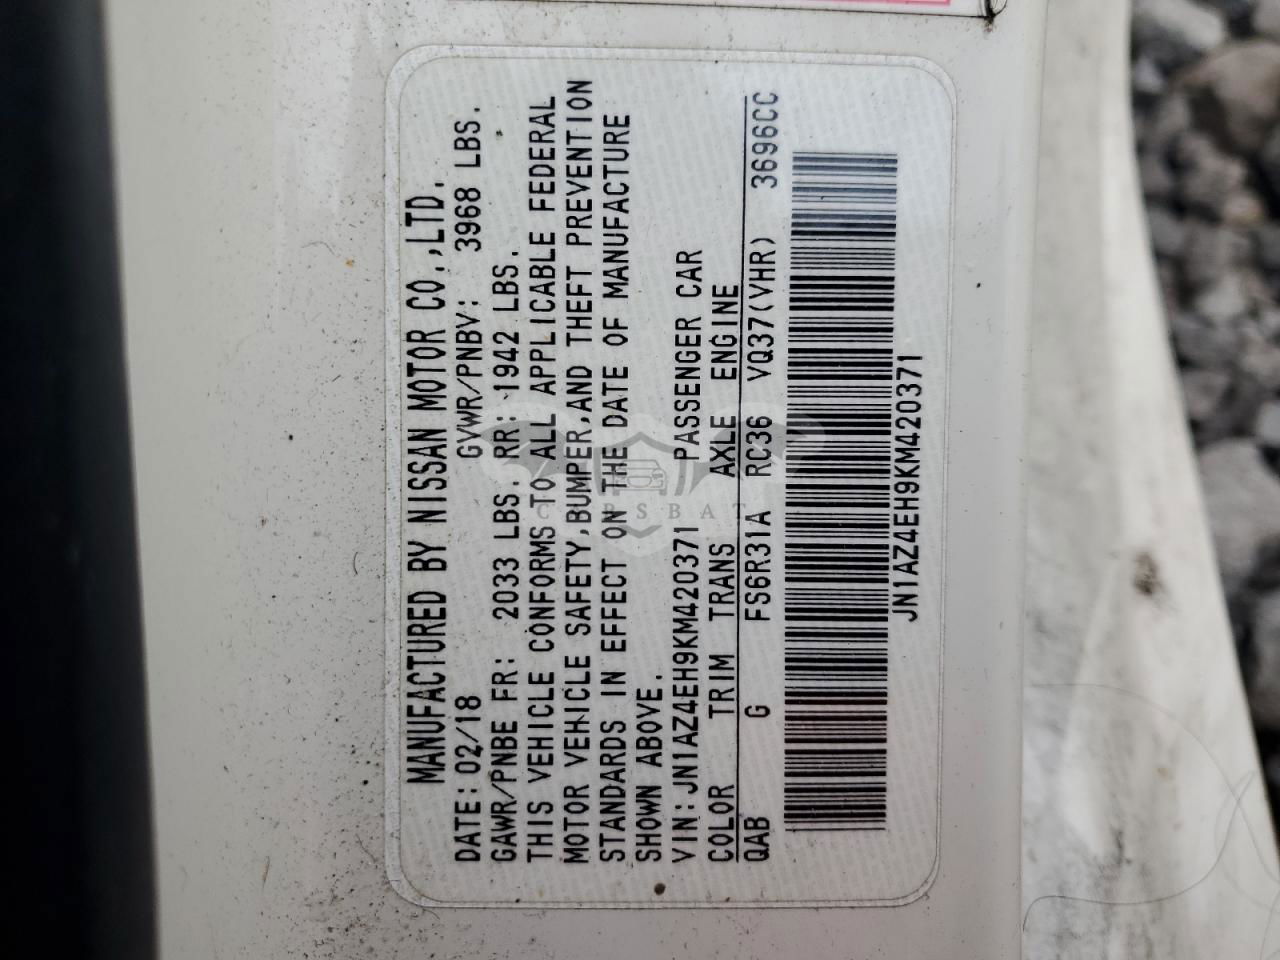 MANUFACTURED BY NISSAN MOTOR CO.,LTD.
DATE: 02/18 GVWR/PNBV: 3968 LBS.
GAWR/PNBE FR: 2033 LBS. RR: 1942 LBS.
THIS VEHICLE CONFORMS TO ALL APPLICABLE FEDERAL
MOTOR VEHICLE SAFETY,BUMPER,AND THEFT PREVENTION
STANDARDS IN EFFECT ON THE DATE OF MANUFACTURE
SHOWN ABOVE.
VIN: JN1AZ4EH9KM420371 PASSENGER CAR
COLOR TRIM TRANS AXLE ENGINE
QAB G FS6R31A RC36 VQ37(VHR) 3696CC
JN1AZ4EH9KM420371
CARSBAT